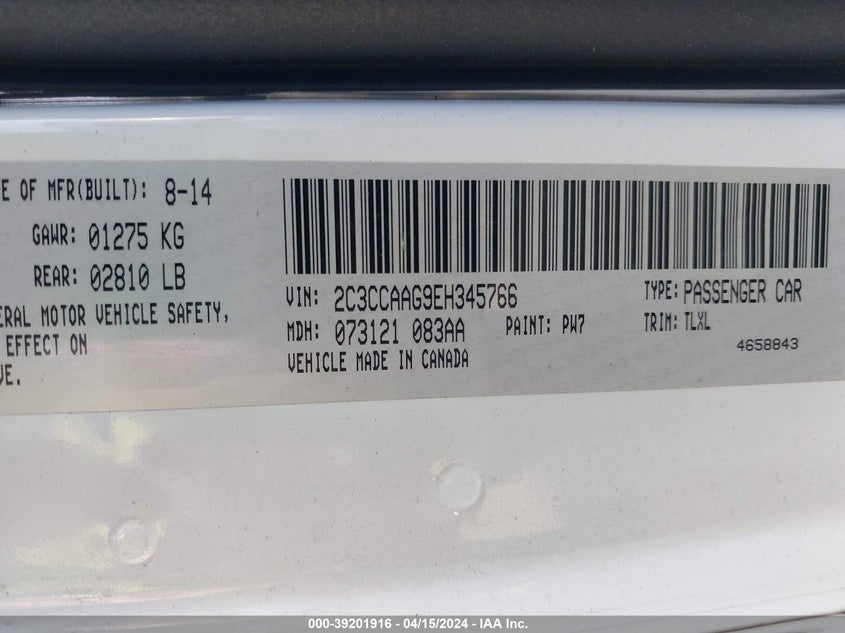 E OF MFR(BUILT): 8-14
GAWR: 01275 KG
REAR: 02810 LB
ERAL MOTOR VEHICLE SAFETY,
EFFECT ON
VE.
VIN: 2C3CCAAG9EH345766
TYPE: PASSENGER CAR
MDH: 073121 083AA PAINT: PW7 TRIM: TLXL
VEHICLE MADE IN CANADA
4658843
000-39201916 - 04/15/2024 - IAA Inc.